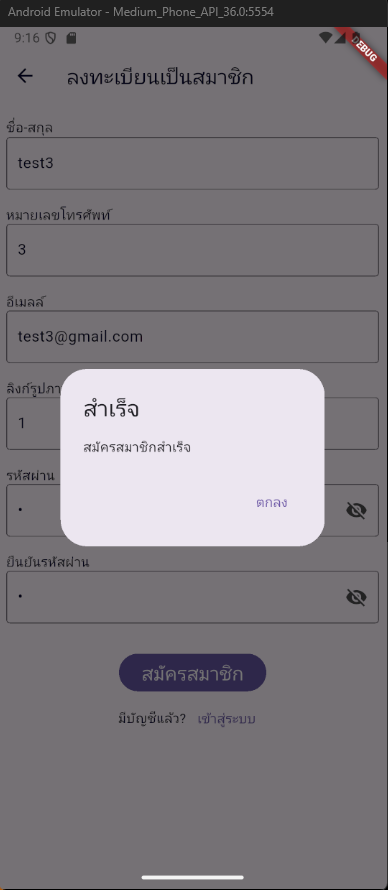 Android Emulator - Medium_Phone_API_36.0:5554
9:16
DEBUG
ลงทะเบียนเป็นสมาชิก
ชื่อ-สกุล
test3
หมายเลขโทรศัพท์
3
อีเมลล์
test3@gmail.com
ลิงก์รูปภา
1
สำเร็จ
สมัครสมาชิกสำเร็จ
ตกลง
รหัสผ่าน
•
ยืนยันรหัสผ่าน
•
สมัครสมาชิก
มีบัญชีแล้ว? เข้าสู่ระบบ